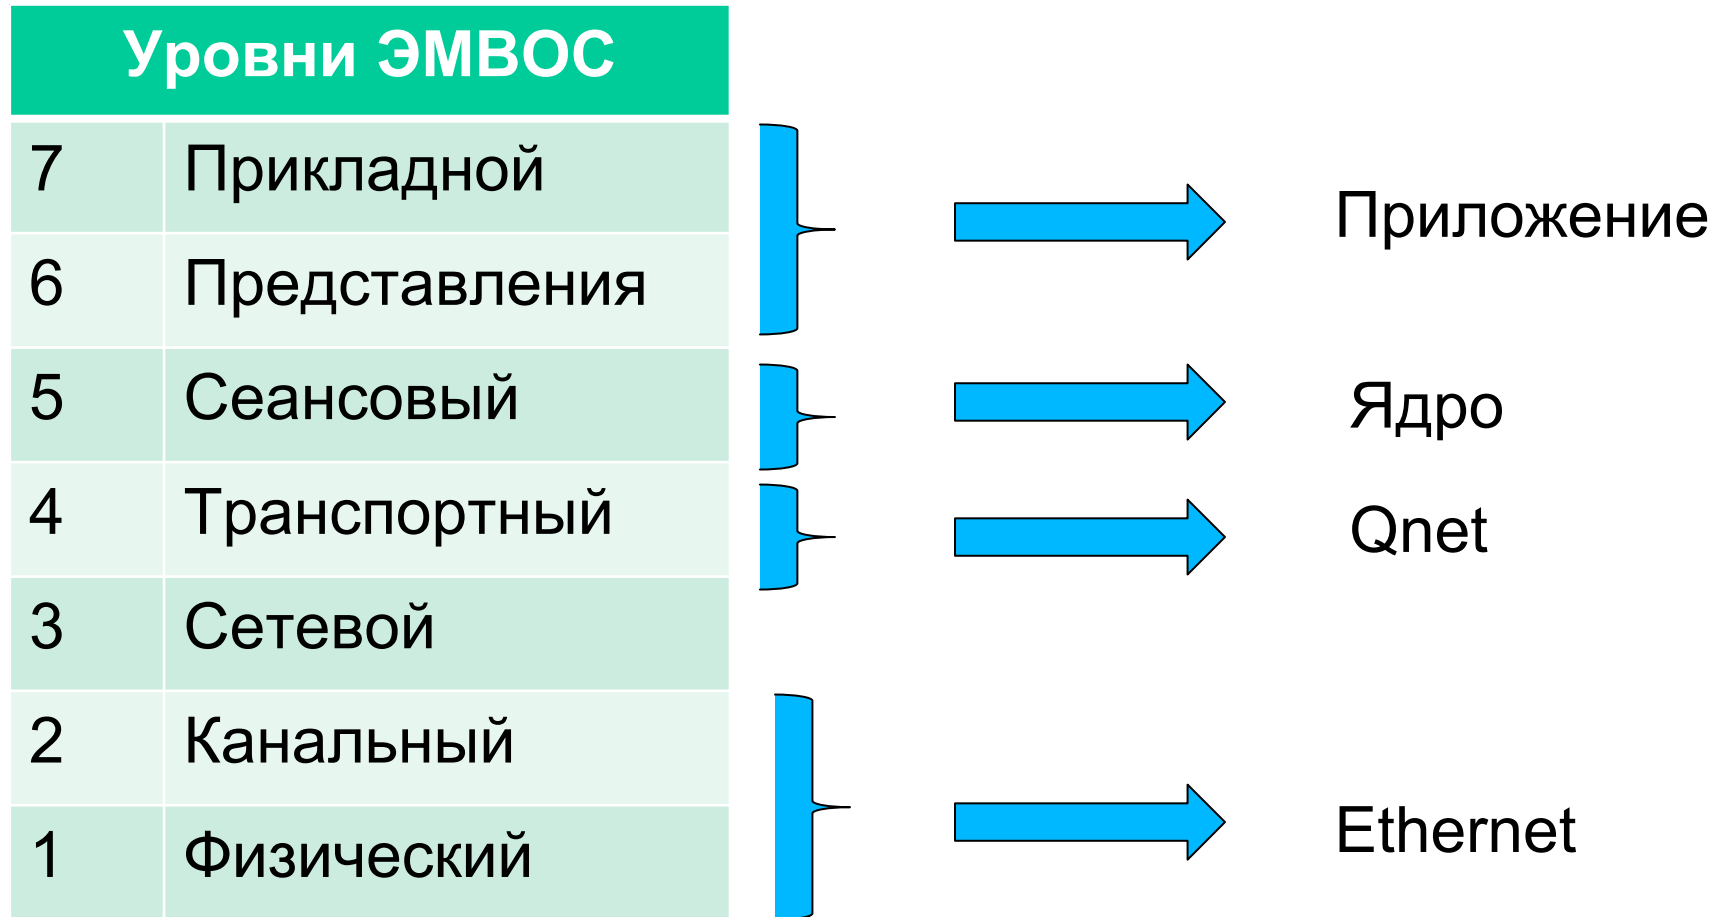 Уровни ЭМВОС
7 Прикладной
Приложение
6 Представления
5 Сеансовый
Ядро
4 Транспортный
Qnet
3 Сетевой
2 Канальный
1 Физический
Ethernet